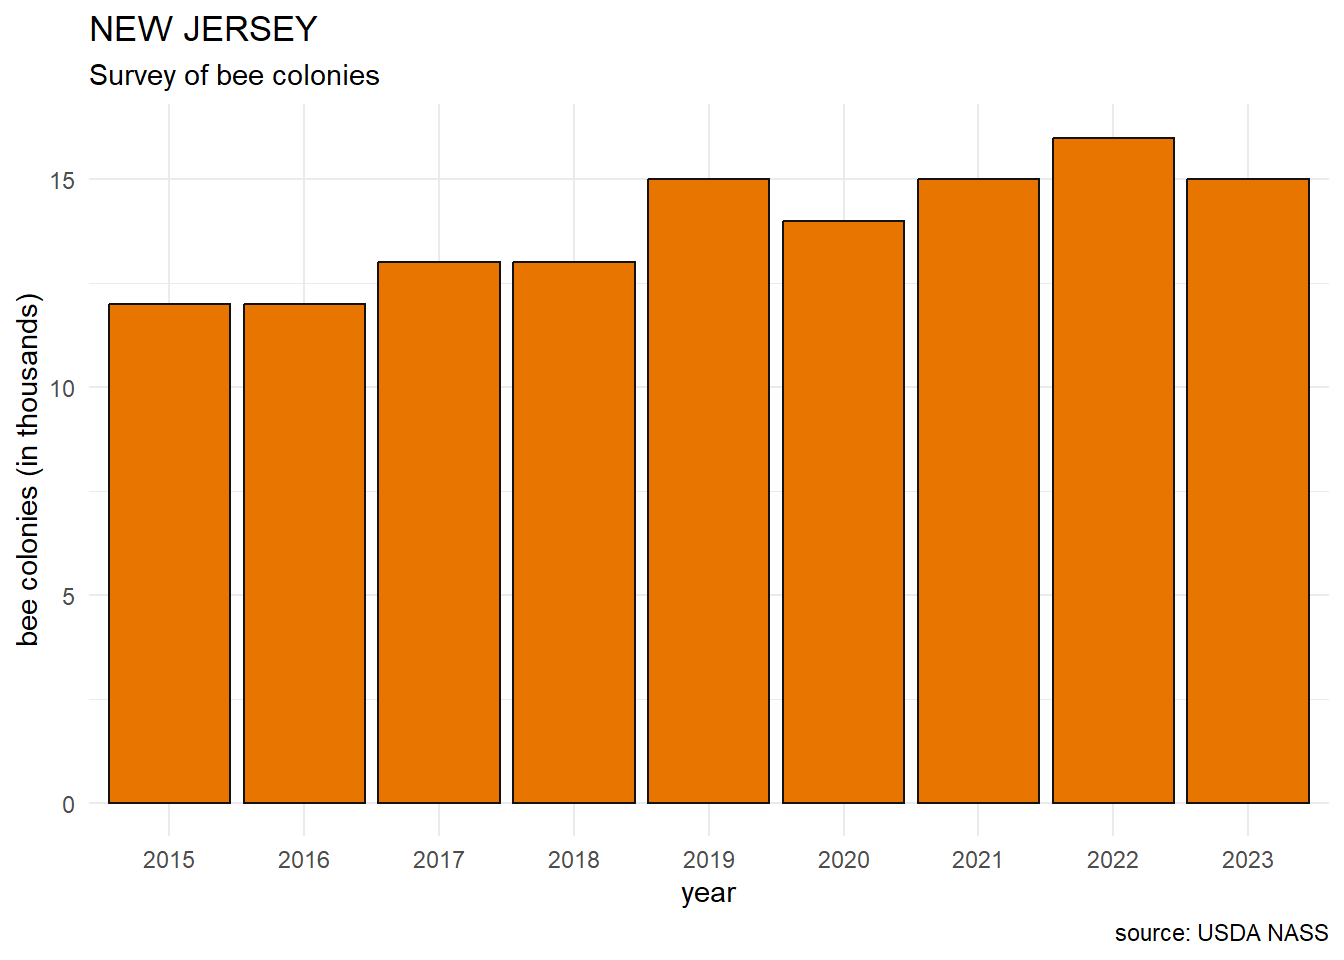 NEW JERSEY
Survey of bee colonies
bee colonies (in thousands)
15
10
5
0
2015 2016 2017 2018 2019 2020 2021 2022 2023
year
source: USDA NASS